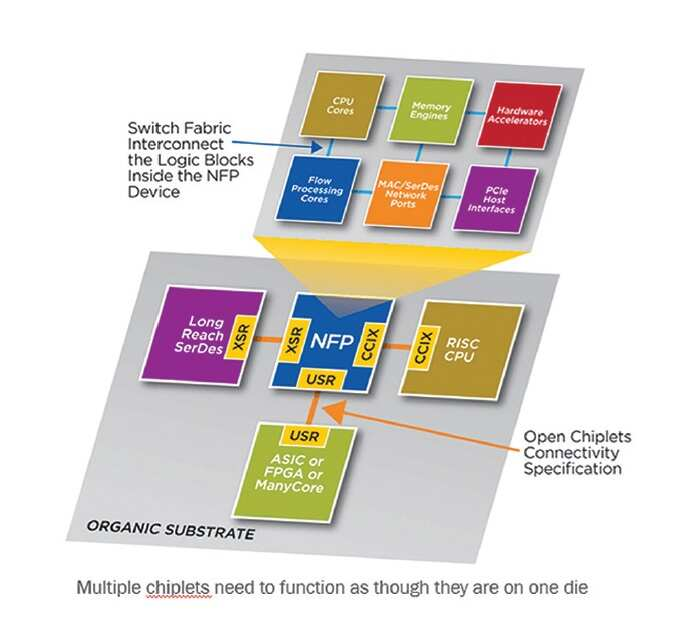 CPU
Cores
Memory
Engines
Hardware
Accelerators
Switch Fabric
Interconnect
the Logic Blocks
Inside the NFP
Device
Flow
Processing
Cores
MAC/SerDes
Network
Ports
PCIe
Host
Interfaces
Long
Reach
SerDes
XSR
XSR
NFP
CCIX
USR
CCIX
RISC
CPU
USR
ASIC or
FPGA or
ManyCore
Open Chiplets
Connectivity
Specification
ORGANIC SUBSTRATE
Multiple chiplets need to function as though they are on one die